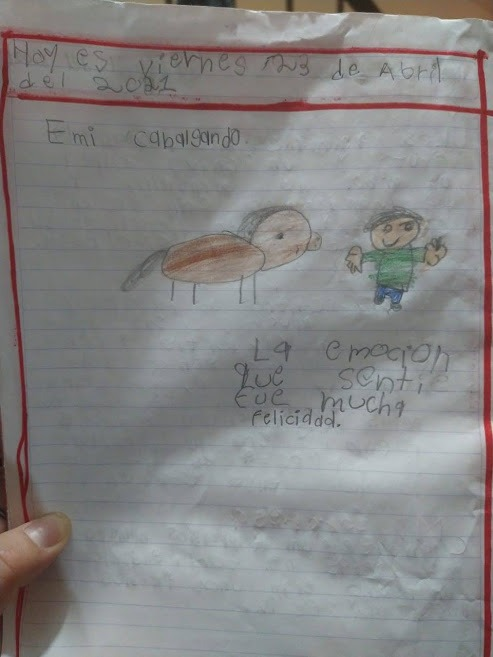 Hoy es viernes 23 de Abril
del 2021
Emi cabalgando.
La emocion
que senti
fue mucha
felicidad.